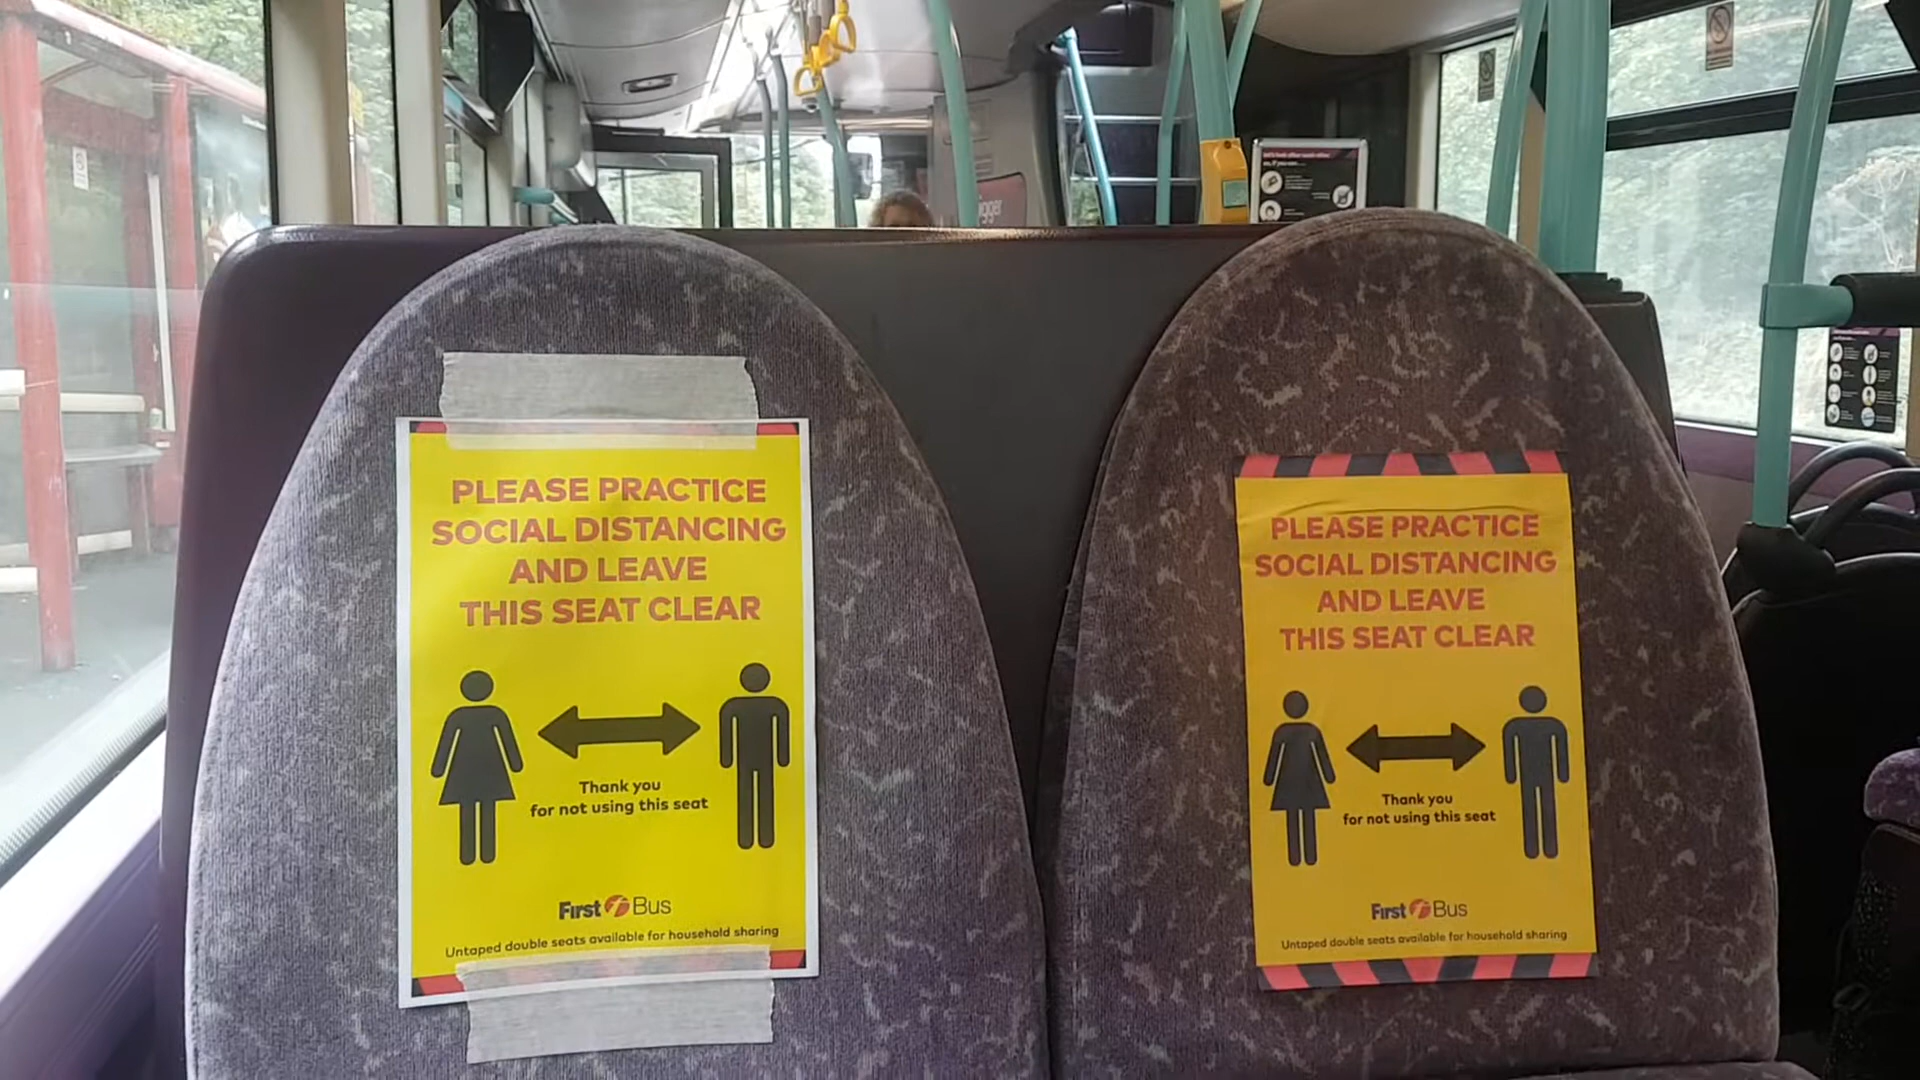 PLEASE PRACTICE
SOCIAL DISTANCING
AND LEAVE
THIS SEAT CLEAR
Thank you
for not using this seat
First Bus
Untaped double seats available for household sharing
PLEASE PRACTICE
SOCIAL DISTANCING
AND LEAVE
THIS SEAT CLEAR
Thank you
for not using this seat
First Bus
Untaped double seats available for household sharing